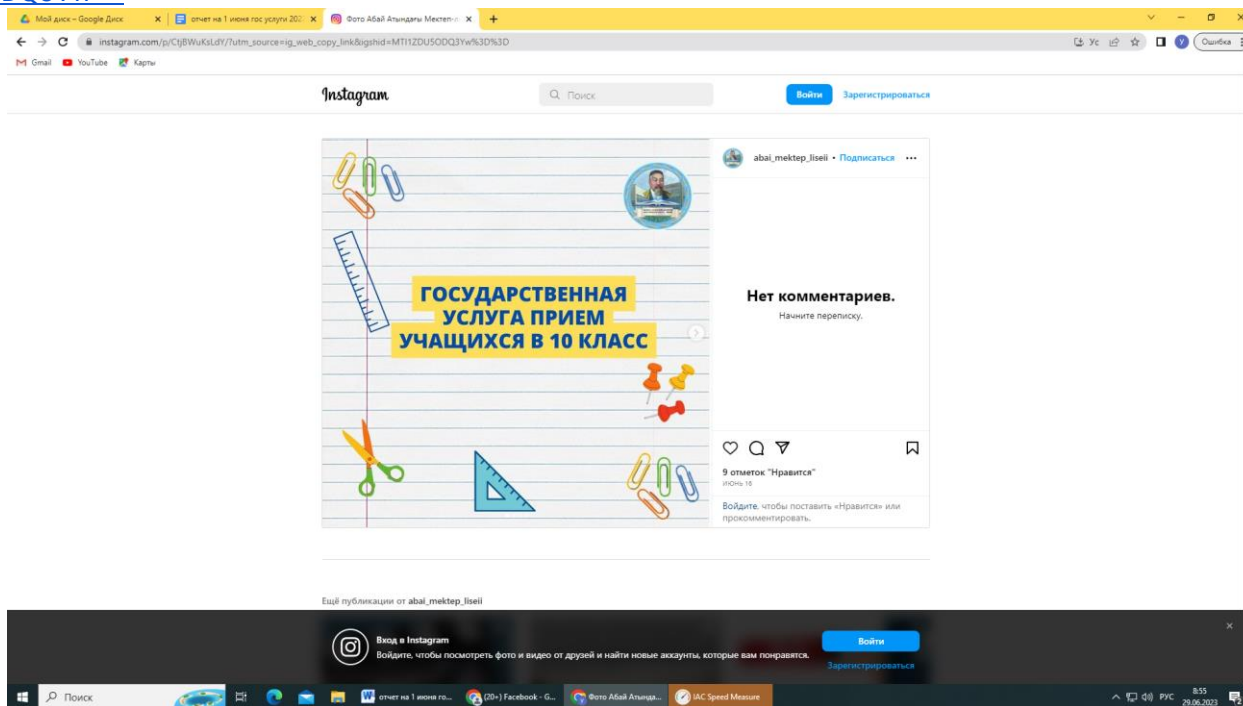 Мой диск – Google Диск
отчет на 1 июня гос услуги 202
Фото Абай Атындағы Мектеп-л
instagram.com/p/CtjBWuKsLdY/?utm_source=ig_web_copy_link&igshid=MTI1ZDU5ODQ3Yw%3D%3D
Ус
У
Ошибка
Gmail
YouTube
Карты
Instagram
Поиск
Войти
Зарегистрироваться
ГОСУДАРСТВЕННАЯ
УСЛУГА ПРИЕМ
УЧАЩИХСЯ В 10 КЛАСС
abai_mektep_liseii • Подписаться •••
Нет комментариев.
Начните переписку.
9 отметок "Нравится"
ИЮНЬ 16
Войдите, чтобы поставить «Нравится» или
прокомментировать.
Ещё публикации от abai_mektep_liseii
Вход в Instagram
Войдите, чтобы посмотреть фото и видео от друзей и найти новые аккаунты, которые вам понравятся.
Войти
Зарегистрироваться
Поиск
отчет на 1 июня го...
(20+) Facebook - G...
Фото Абай Атында...
IAC Speed Measure
РУС
8:55
29.06.2023